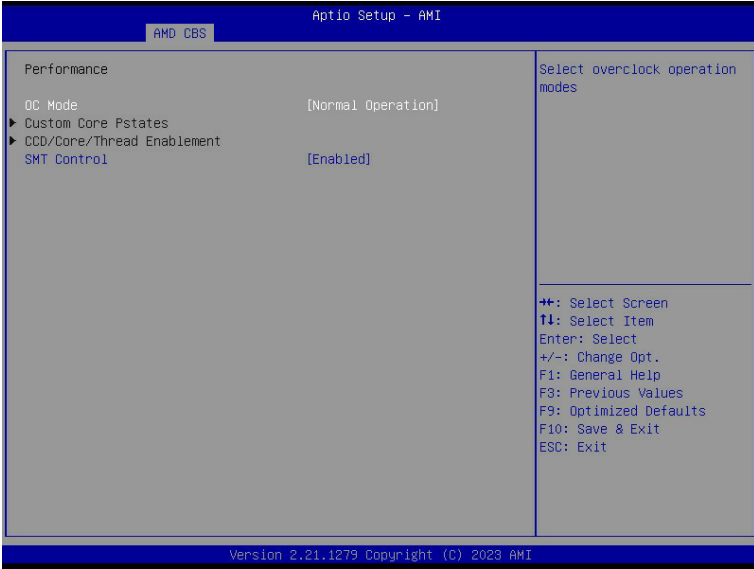 Aptio Setup - AMI
AMD CBS
Performance
OC Mode [Normal Operation]
Custom Core Pstates
CCD/Core/Thread Enablement
SMT Control [Enabled]
Select overclock operation
modes
→←: Select Screen
↑↓: Select Item
Enter: Select
+/-: Change Opt.
F1: General Help
F3: Previous Values
F9: Optimized Defaults
F10: Save & Exit
ESC: Exit
Version 2.21.1279 Copyright (C) 2023 AMI